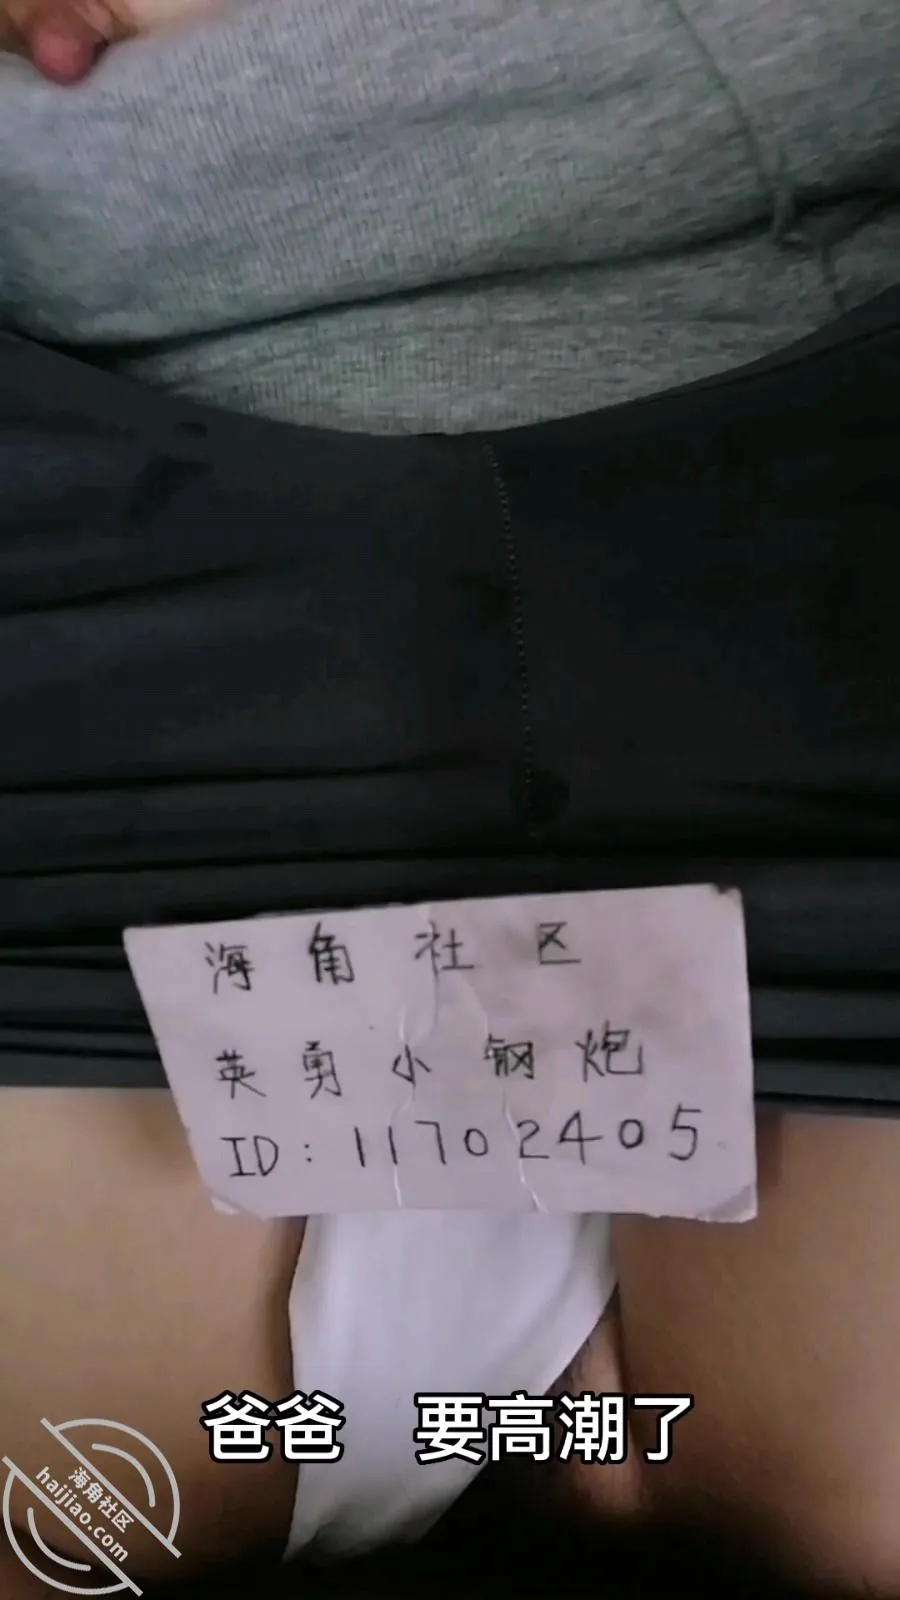 海角社区
英勇小钢炮
ID：11702405
爸爸 要高潮了
海角社区
haijiao.com